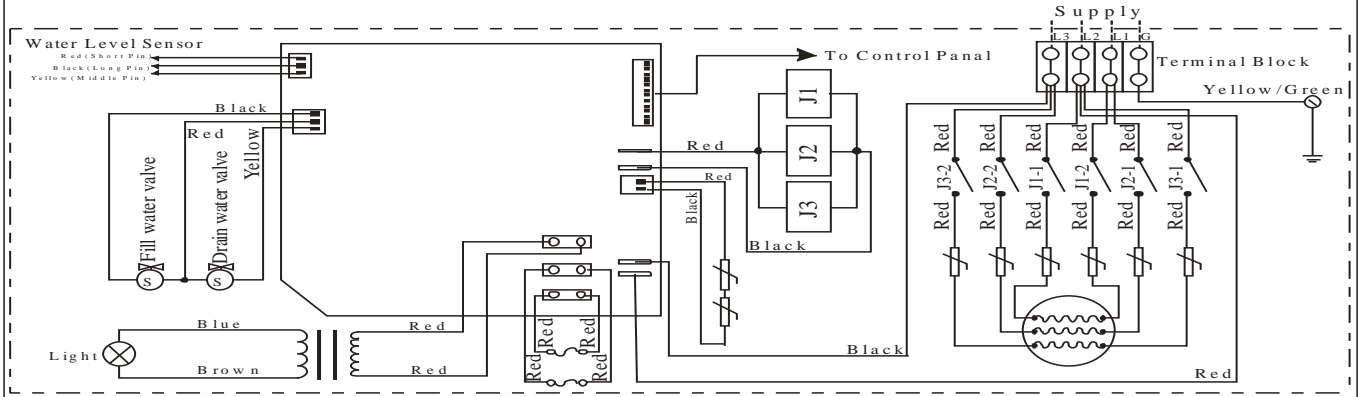 Supply
L3 L2 L1 G
Water Level Sensor
Red(Short Pin)
Black(Long Pin)
Yellow(Middle Pin)
To Control Panel
Terminal Block
Yellow/Green
Black
Red
Yellow
Fill water valve
Drain water valve
S
S
J1
J2
J3
Red
Red
Black
Black
Red
Red
Red
Red
Red
Red
J3-2
J2-2
J1-1
J1-2
J2-1
J3-1
Red
Red
Red
Red
Red
Red
Light
Blue
Brown
Red
Red
Red
Red
Red
Red
Black
Red